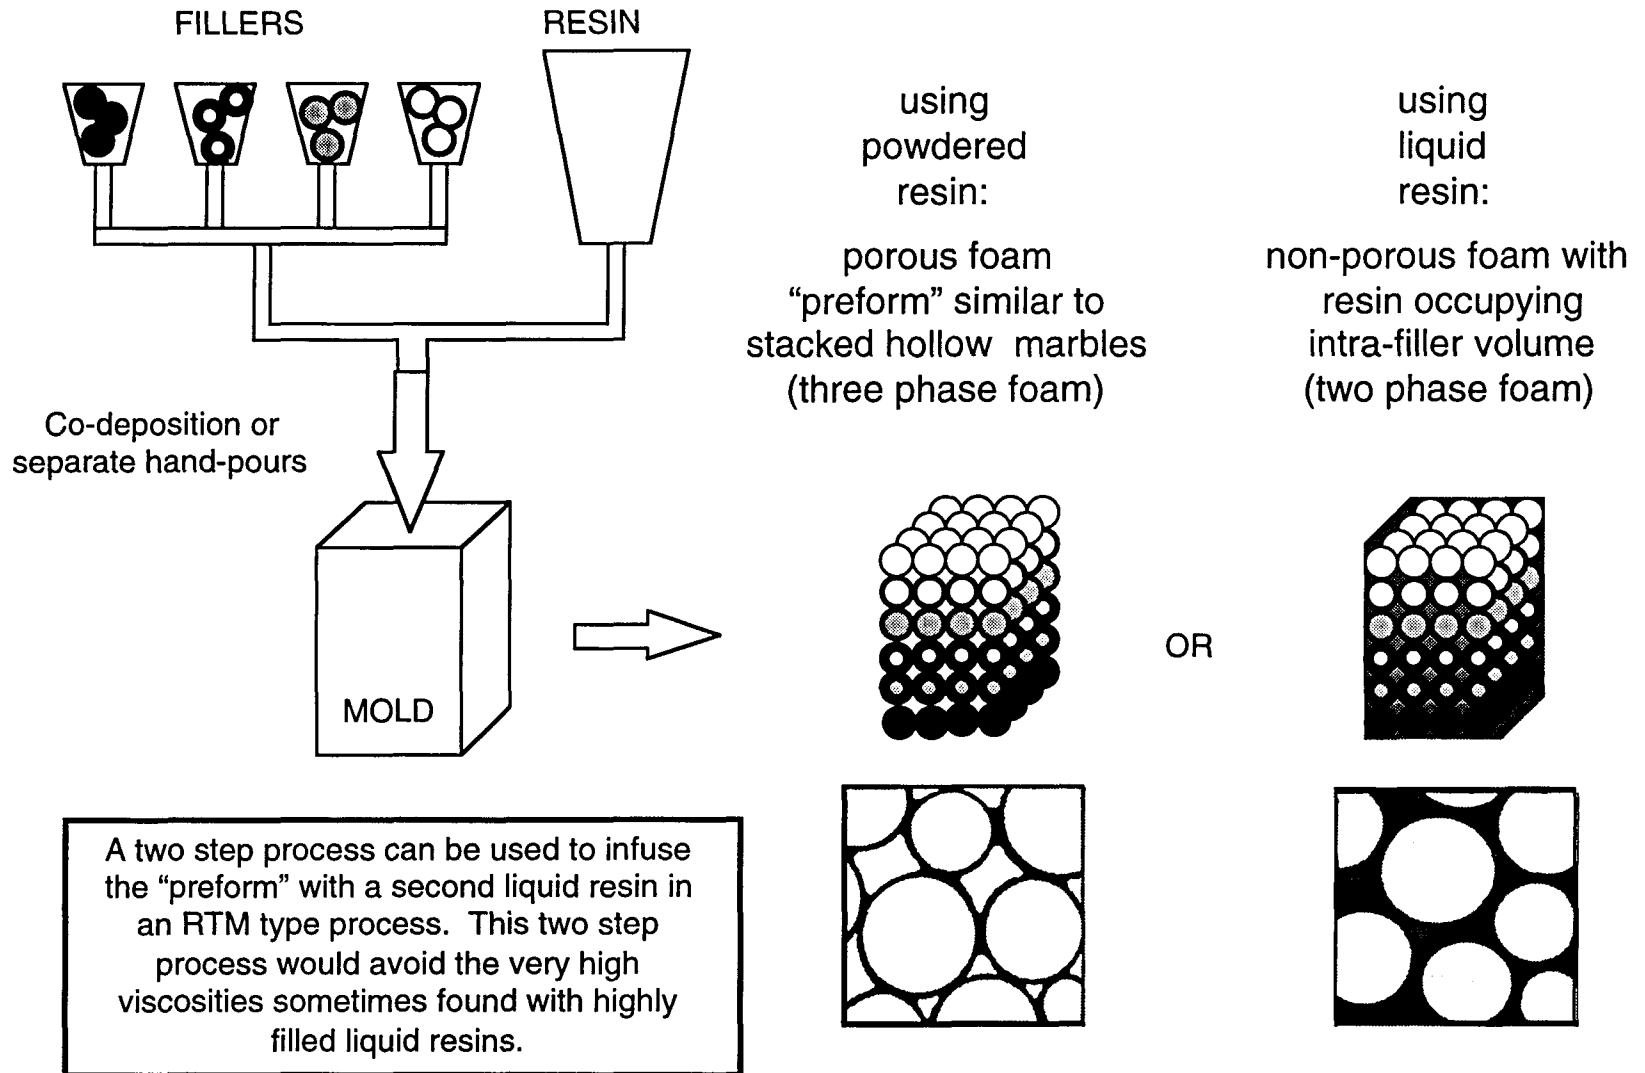 FILLERS
RESIN
Co-deposition or
separate hand-pours
MOLD
A two step process can be used to infuse
the “preform” with a second liquid resin in
an RTM type process.  This two step
process would avoid the very high
viscosities sometimes found with highly
filled liquid resins.
using
powdered
resin:
porous foam
“preform” similar to
stacked hollow  marbles
(three phase foam)
OR
using
liquid
resin:
non-porous foam with
resin occupying
intra-filler volume
(two phase foam)